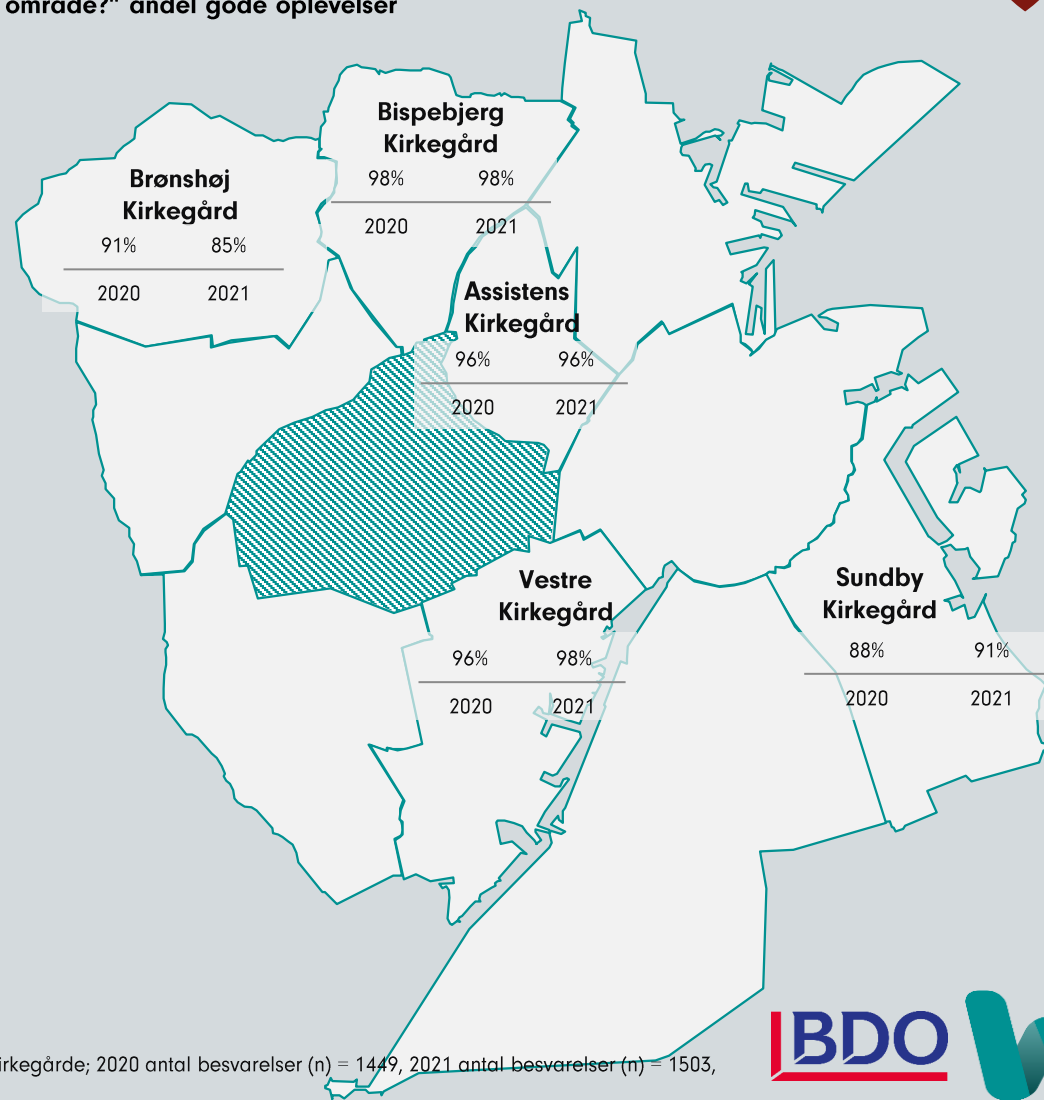 område?" andel gode oplevelser
Bispebjerg
Kirkegård
98% 98%
2020 2021
Brønshøj
Kirkegård
91% 85%
2020 2021
Assistens
Kirkegård
96% 96%
2020 2021
Vestre
Kirkegård
96% 98%
2020 2021
Sundby
Kirkegård
88% 91%
2020 2021
irkegårde; 2020 antal besvarelser (n) = 1449, 2021 antal besvarelser (n) = 1503,
BDO